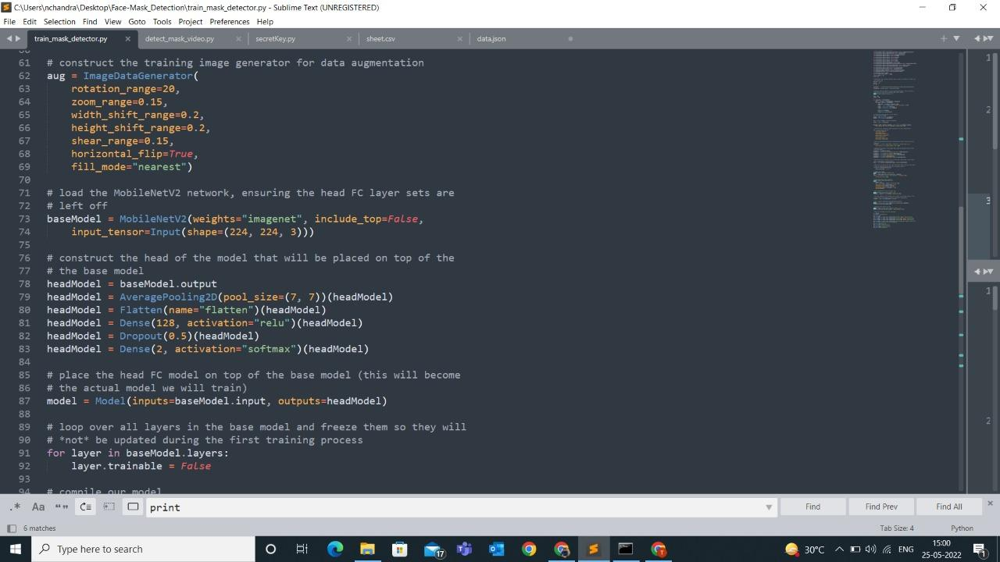 C:\Users\nchandra\Desktop\Face-Mask_Detection\train_mask_detector.py - Sublime Text (UNREGISTERED)
File Edit Selection Find View Goto Tools Project Preferences Help
train_mask_detector.py detect_mask_video.py secretKey.py sheet.csv data.json
61 # construct the training image generator for data augmentation
62 aug = ImageDataGenerator(
63 rotation_range=20,
64 zoom_range=0.15,
65 width_shift_range=0.2,
66 height_shift_range=0.2,
67 shear_range=0.15,
68 horizontal_flip=True,
69 fill_mode="nearest")
70
71 # load the MobileNetV2 network, ensuring the head FC layer sets are
72 # left off
73 baseModel = MobileNetV2(weights="imagenet", include_top=False,
74 input_tensor=Input(shape=(224, 224, 3)))
75
76 # construct the head of the model that will be placed on top of the
77 # the base model
78 headModel = baseModel.output
79 headModel = AveragePooling2D(pool_size=(7, 7))(headModel)
80 headModel = Flatten(name="flatten")(headModel)
81 headModel = Dense(128, activation="relu")(headModel)
82 headModel = Dropout(0.5)(headModel)
83 headModel = Dense(2, activation="softmax")(headModel)
84
85 # place the head FC model on top of the base model (this will become
86 # the actual model we will train)
87 model = Model(inputs=baseModel.input, outputs=headModel)
88
89 # loop over all layers in the base model and freeze them so they will
90 # *not* be updated during the first training process
91 for layer in baseModel.layers:
92 layer.trainable = False
93
94 # compile our model
1
2
3
1
2
.* Aa “” print Find Find Prev Find All
6 matches Tab Size: 4 Python
Type here to search 17 30°C ENG 15:00
25-05-2022 1